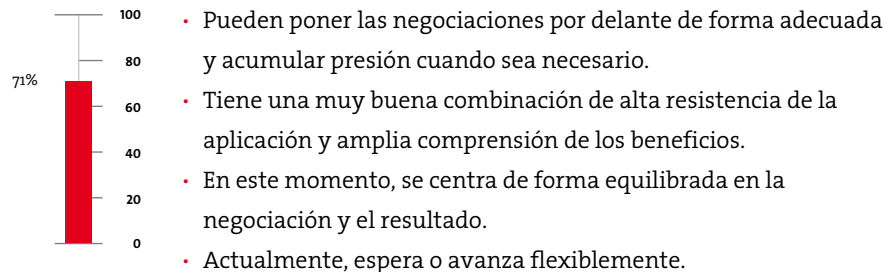 100
80
71%
60
40
20
0
• Pueden poner las negociaciones por delante de forma adecuada
y acumular presión cuando sea necesario.
• Tiene una muy buena combinación de alta resistencia de la
aplicación y amplia comprensión de los beneficios.
• En este momento, se centra de forma equilibrada en la
negociación y el resultado.
• Actualmente, espera o avanza flexiblemente.